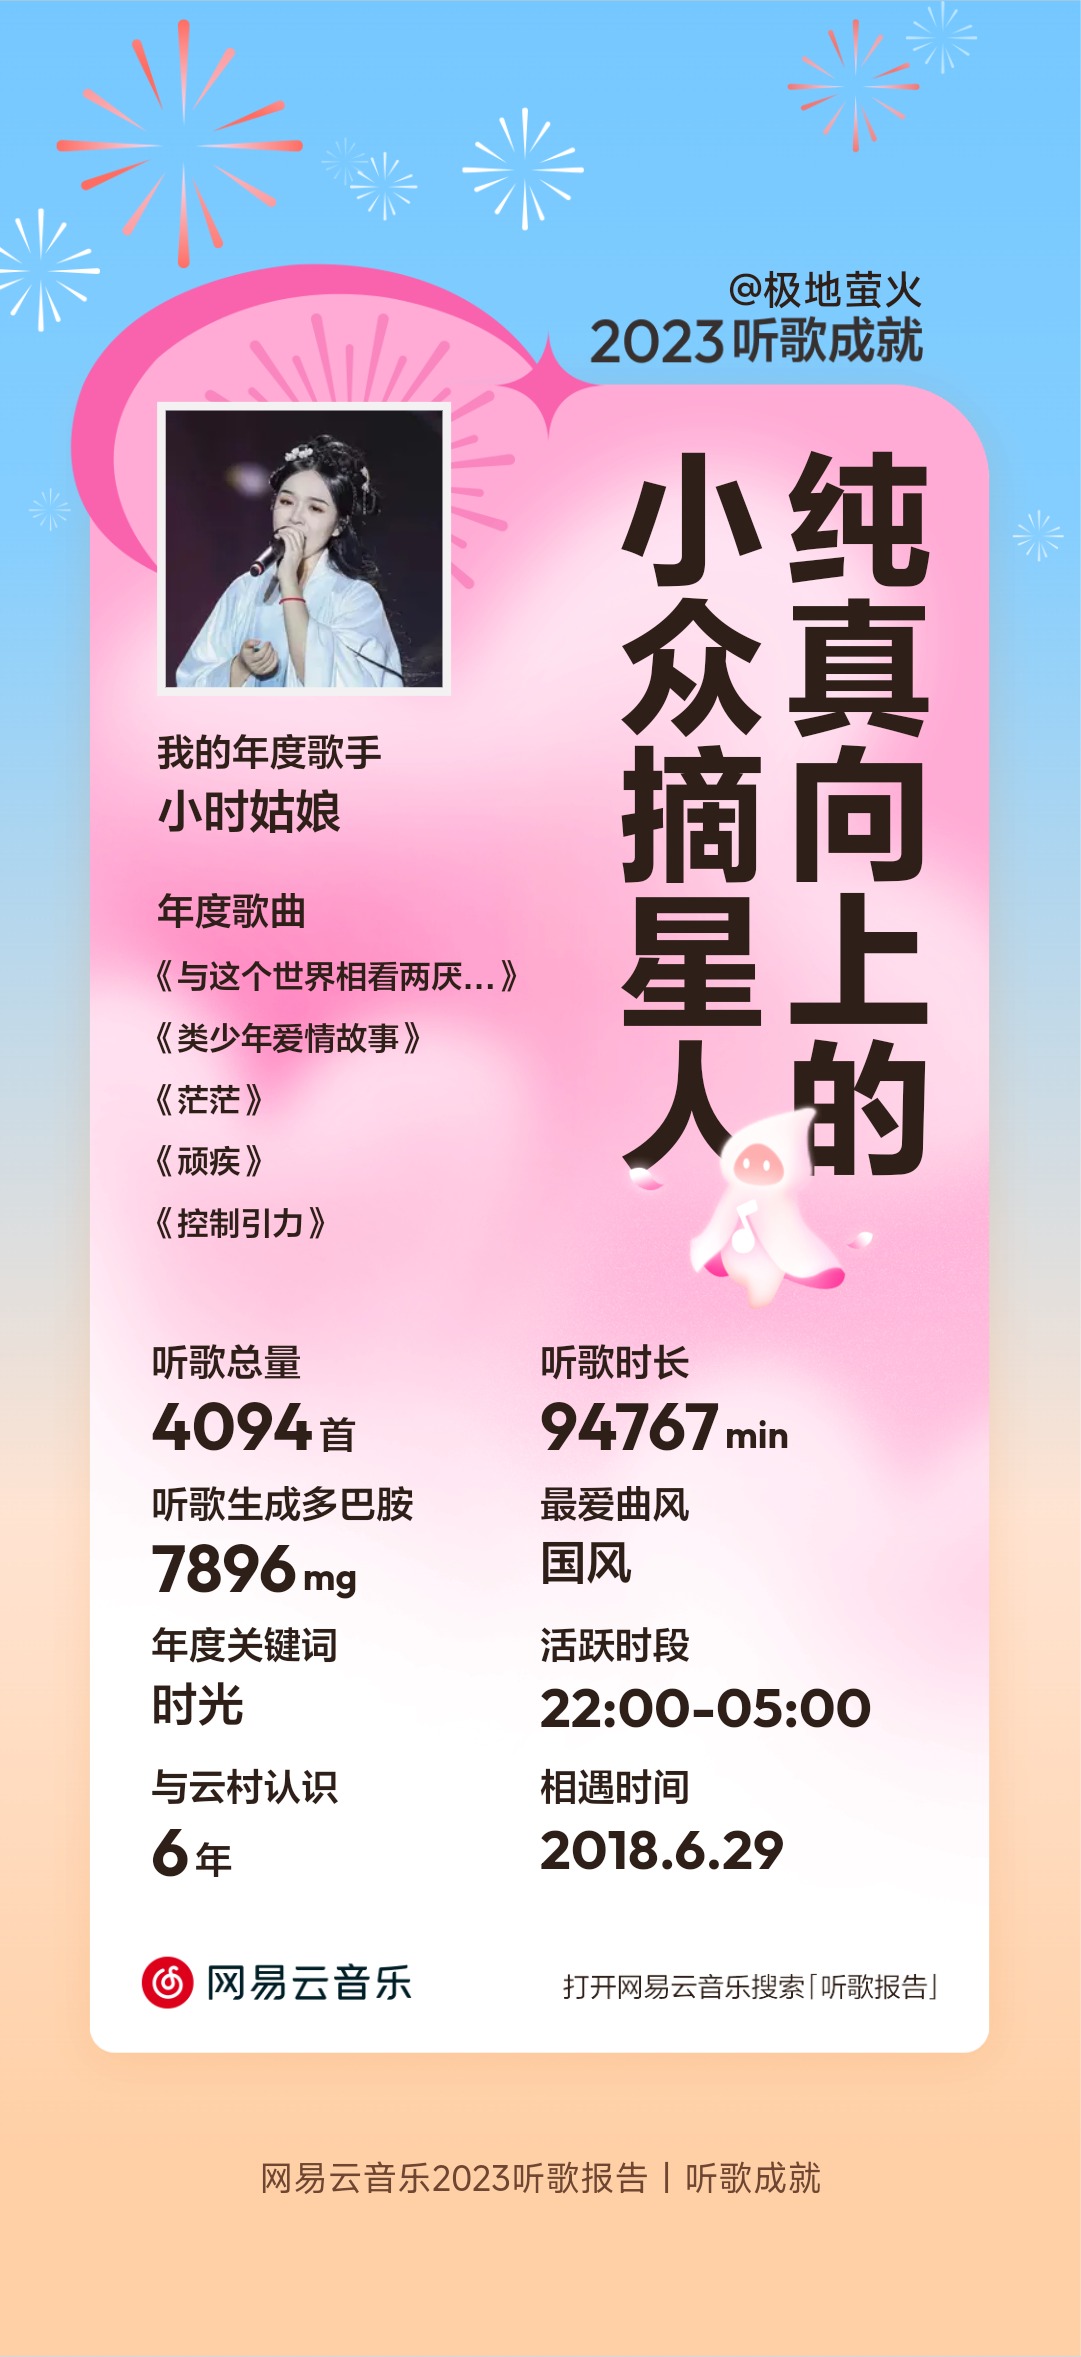 @极地萤火
2023听歌成就
纯真向上的
小众摘星人
我的年度歌手
小时姑娘
年度歌曲
《与这个世界相看两厌...》
《类少年爱情故事》
《茫茫》
《顽疾》
《控制引力》
听歌总量
4094首
听歌时长
94767min
听歌生成多巴胺
7896mg
最爱曲风
国风
年度关键词
时光
活跃时段
22:00-05:00
与云村认识
6年
相遇时间
2018.6.29
网易云音乐
打开网易云音乐搜索「听歌报告」
网易云音乐2023听歌报告丨听歌成就